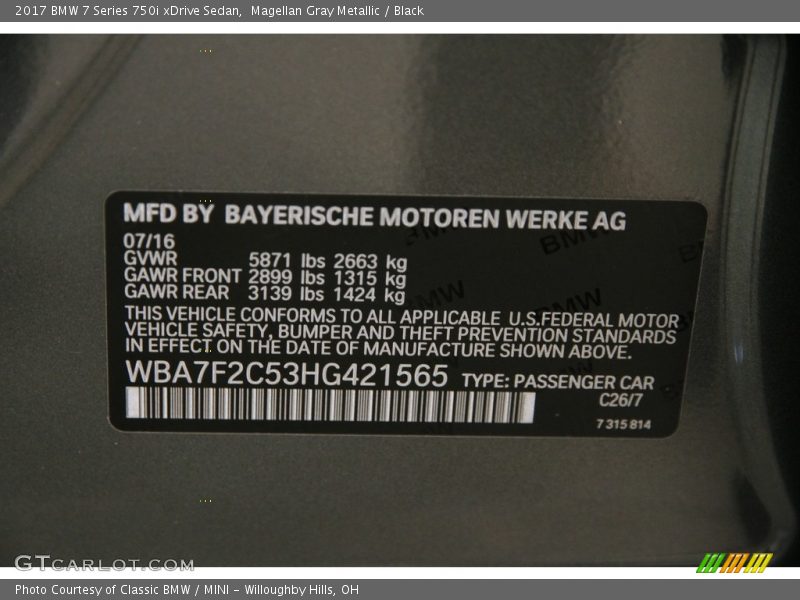 2017 BMW 7 Series 750i xDrive Sedan, Magellan Gray Metallic / Black
MFD BY BAYERISCHE MOTOREN WERKE AG
07/16
GVWR 5871 lbs 2663 kg
GAWR FRONT 2899 lbs 1315 kg
GAWR REAR 3139 lbs 1424 kg
THIS VEHICLE CONFORMS TO ALL APPLICABLE U.S.FEDERAL MOTOR
VEHICLE SAFETY, BUMPER AND THEFT PREVENTION STANDARDS
IN EFFECT ON THE DATE OF MANUFACTURE SHOWN ABOVE.
WBA7F2C53HG421565 TYPE: PASSENGER CAR
C26/7
7 315 814
GTCARLOT.COM
Photo Courtesy of Classic BMW / MINI - Willoughby Hills, OH